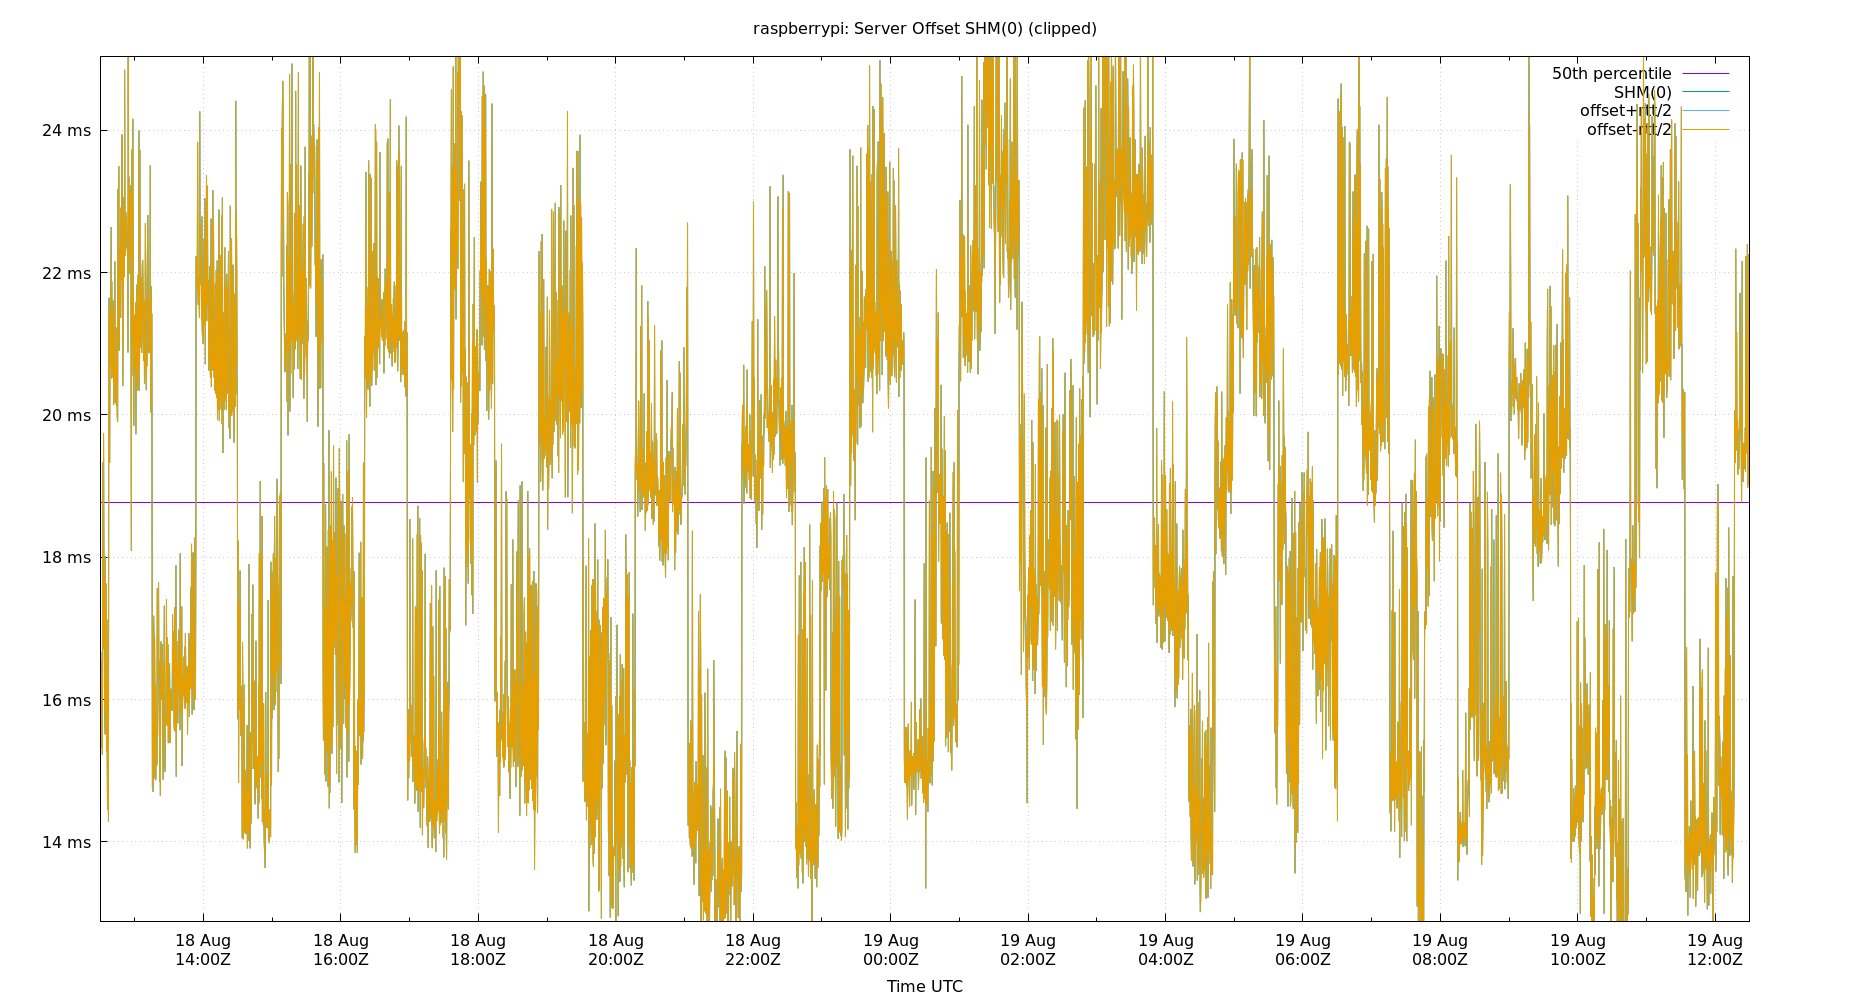 raspberrypi: Server Offset SHM(0) (clipped)
50th percentile
SHM(0)
offset+rtt/2
offset-rtt/2
24 ms
22 ms
20 ms
18 ms
16 ms
14 ms
18 Aug 18 Aug 18 Aug 18 Aug 18 Aug 19 Aug 19 Aug 19 Aug 19 Aug 19 Aug 19 Aug 19 Aug
14:00Z 16:00Z 18:00Z 20:00Z 22:00Z 00:00Z 02:00Z 04:00Z 06:00Z 08:00Z 10:00Z 12:00Z
Time UTC